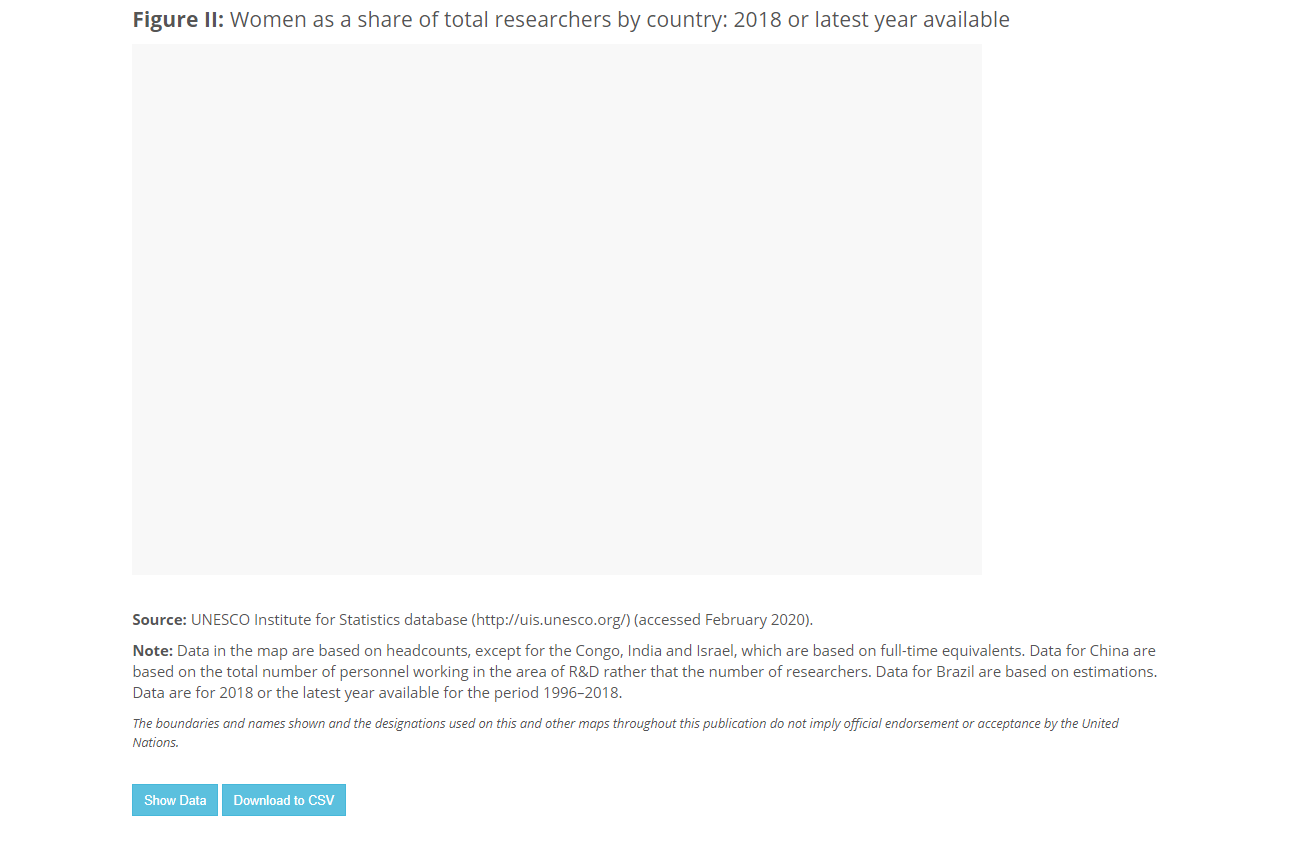 Figure II: Women as a share of total researchers by country: 2018 or latest year available
Source: UNESCO Institute for Statistics database (http://uis.unesco.org/) (accessed February 2020).
Note: Data in the map are based on headcounts, except for the Congo, India and Israel, which are based on full-time equivalents. Data for China are
based on the total number of personnel working in the area of R&D rather that the number of researchers. Data for Brazil are based on estimations.
Data are for 2018 or the latest year available for the period 1996–2018.
The boundaries and names shown and the designations used on this and other maps throughout this publication do not imply official endorsement or acceptance by the United
Nations.
Show Data Download to CSV